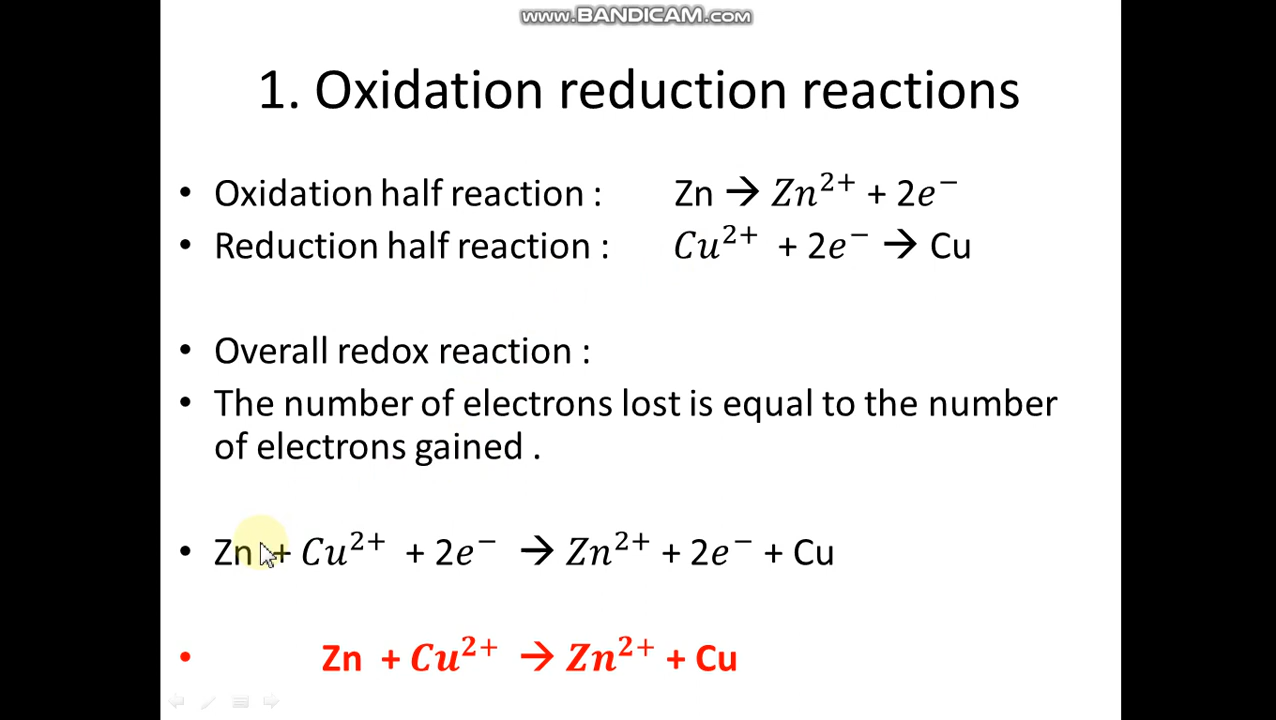 www.BANDICAM.com
1. Oxidation reduction reactions
• Oxidation half reaction : Zn → Zn²⁺ + 2e⁻
• Reduction half reaction : Cu²⁺ + 2e⁻ → Cu
• Overall redox reaction :
• The number of electrons lost is equal to the number
of electrons gained .
• Zn + Cu²⁺ + 2e⁻ → Zn²⁺ + 2e⁻ + Cu
• Zn + Cu²⁺ → Zn²⁺ + Cu